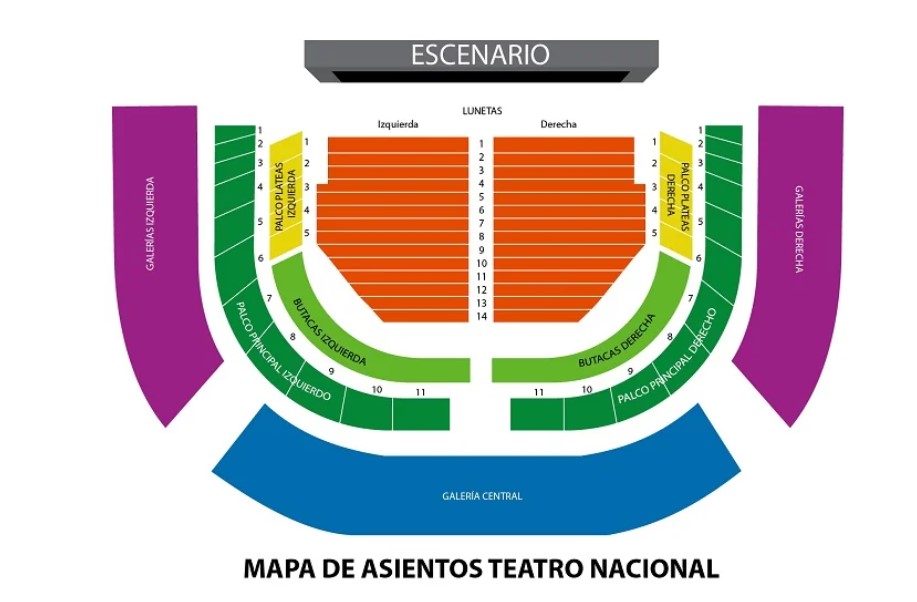 ESCENARIO
LUNETAS
Izquierda
Derecha
GALERÍAS IZQUIERDA
1
2
3
4
5
6
7
8
9
10
11
PALCO PRINCIPAL IZQUIERDO
PALCO PLATEAS
IZQUIERDA
1
2
3
4
5
BUTACAS IZQUIERDA
1
2
3
4
5
6
7
8
9
10
11
12
13
14
1
2
3
4
5
PALCO PLATEAS
DERECHA
BUTACAS DERECHA
1
2
3
4
5
6
7
8
9
10
11
PALCO PRINCIPAL DERECHO
GALERÍAS DERECHA
GALERÍA CENTRAL
MAPA DE ASIENTOS TEATRO NACIONAL